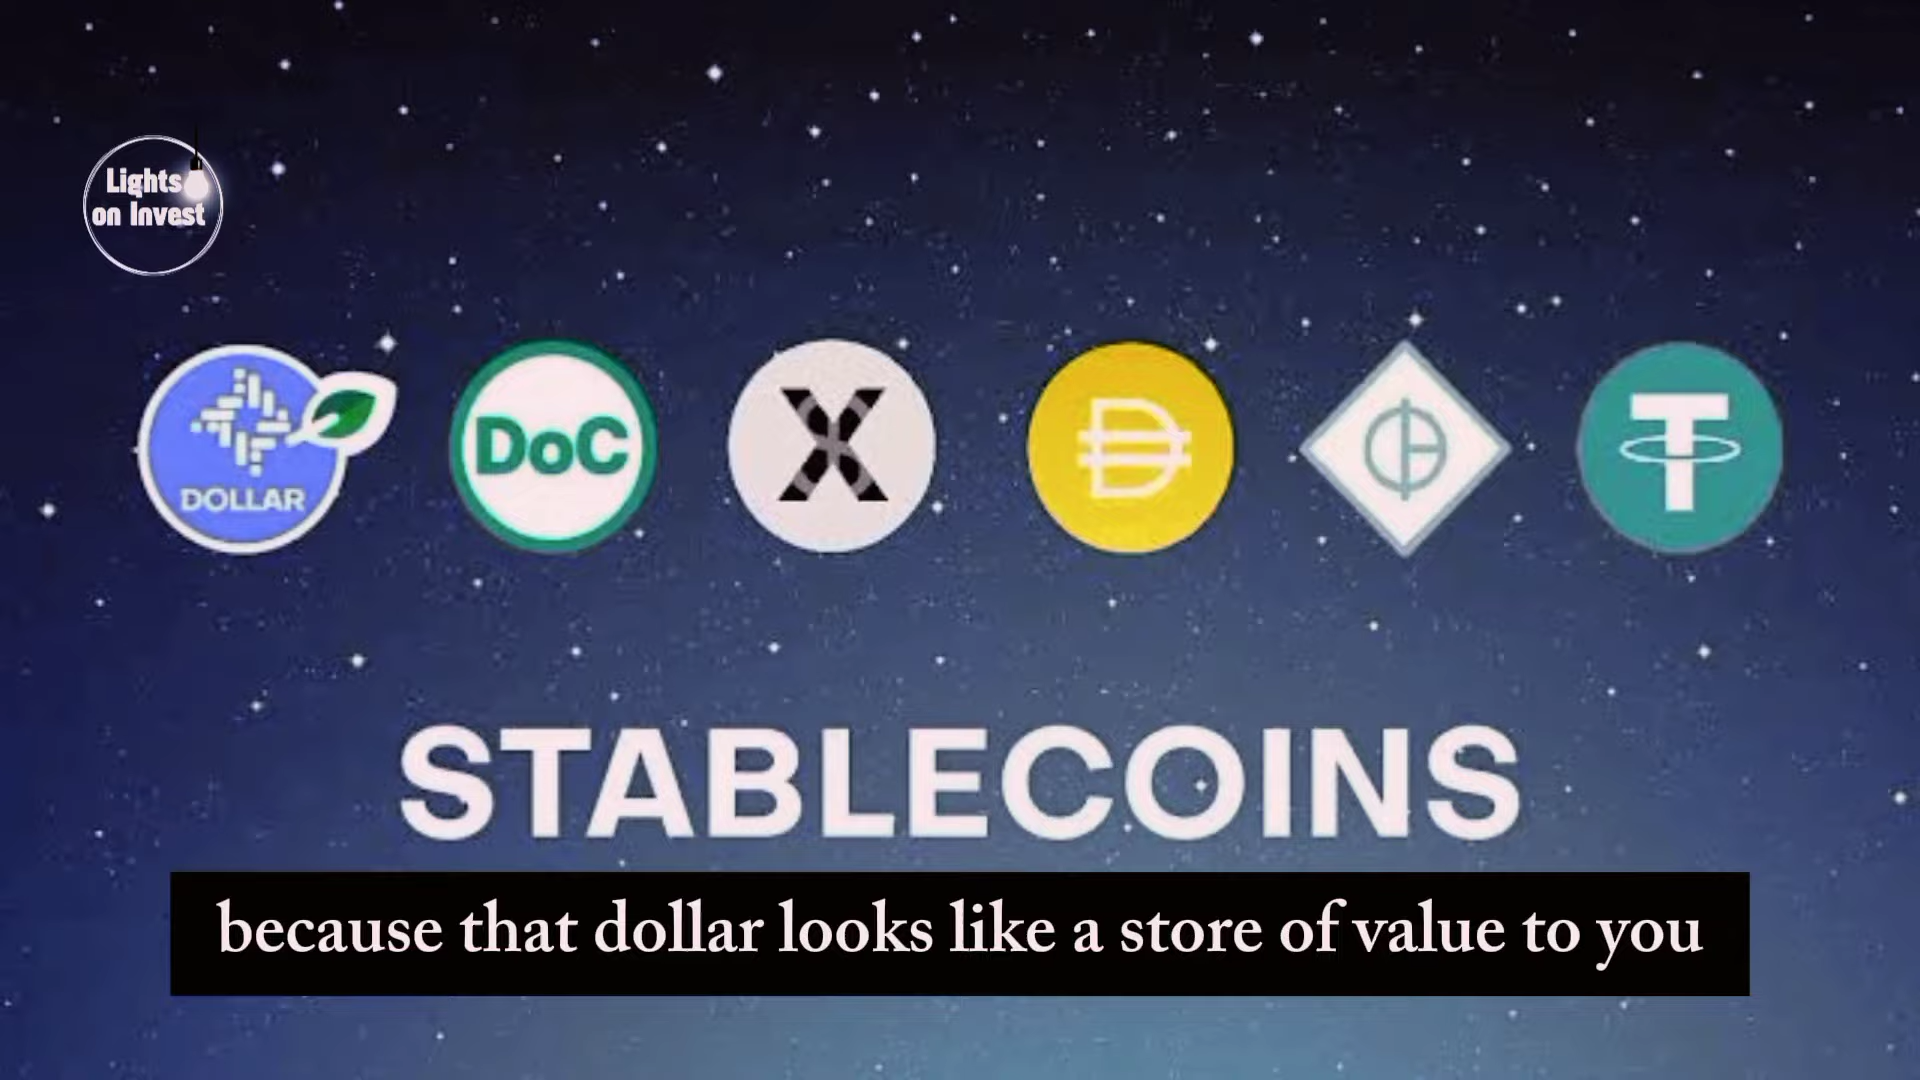 Lights
on Invest
DOLLAR
DoC
X
T
STABLECOINS
because that dollar looks like a store of value to you